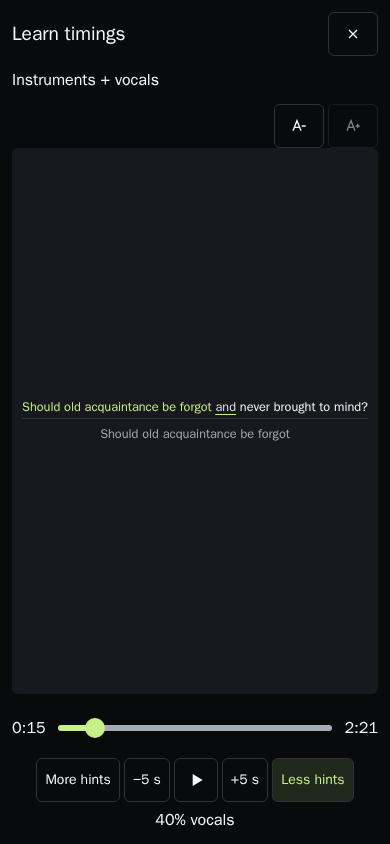 Learn timings
×
Instruments + vocals
A-
A+
Should old acquaintance be forgot and never brought to mind?
Should old acquaintance be forgot
0:15
2:21
More hints
−5 s
+5 s
Less hints
40% vocals